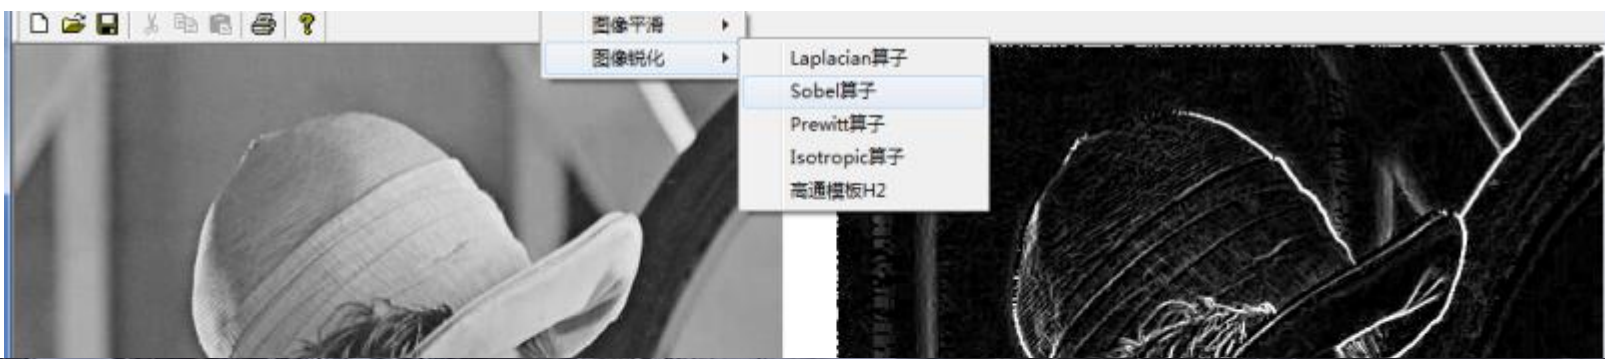 图像平滑
图像锐化
Laplacian算子
Sobel算子
Prewitt算子
Isotropic算子
高通模板H2